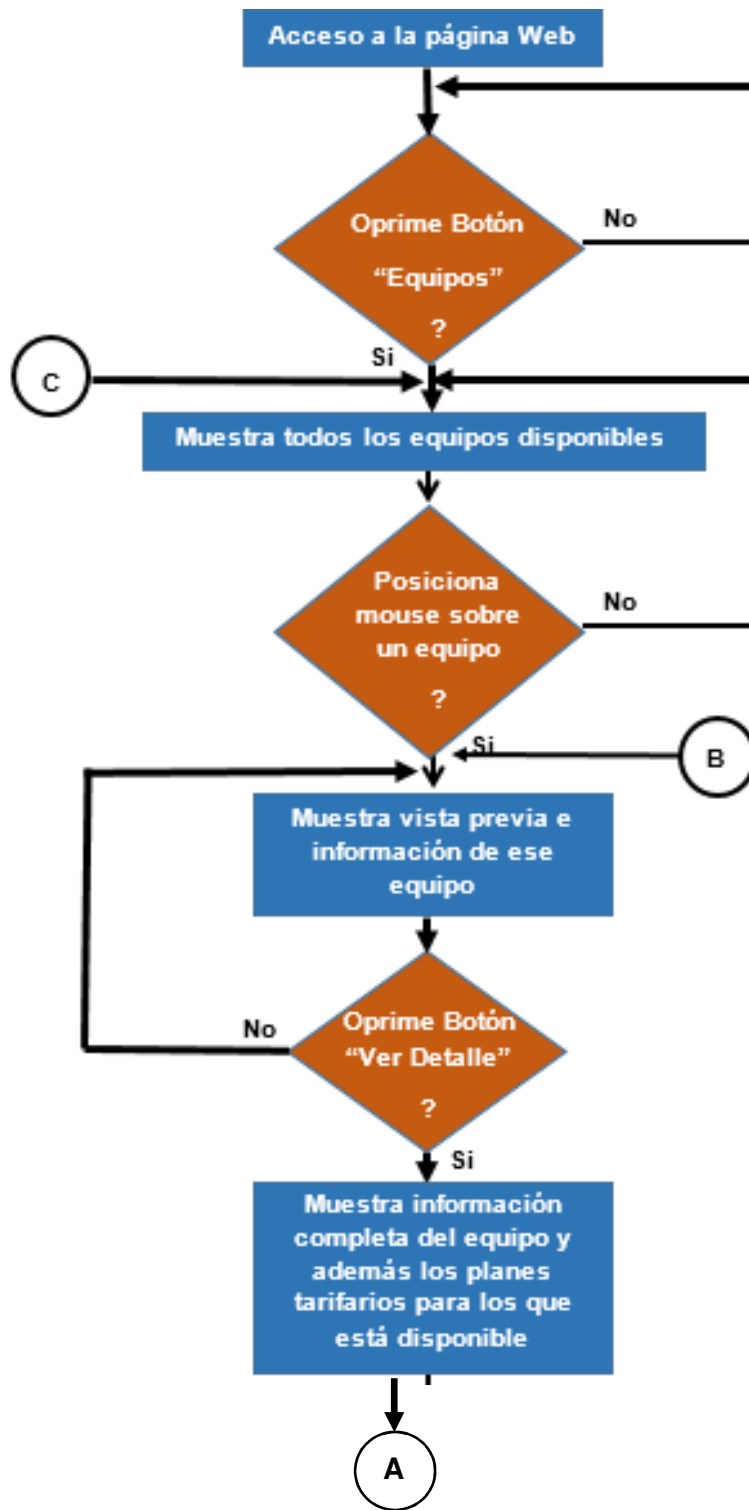 Acceso a la página Web
Oprime Botón
“Equipos”
?
No
Si
C
Muestra todos los equipos disponibles
Posiciona
mouse sobre
un equipo
?
No
Si
B
Muestra vista previa e
información de ese
equipo
Oprime Botón
“Ver Detalle”
?
No
Si
Muestra información
completa del equipo y
además los planes
tarifarios para los que
está disponible
A